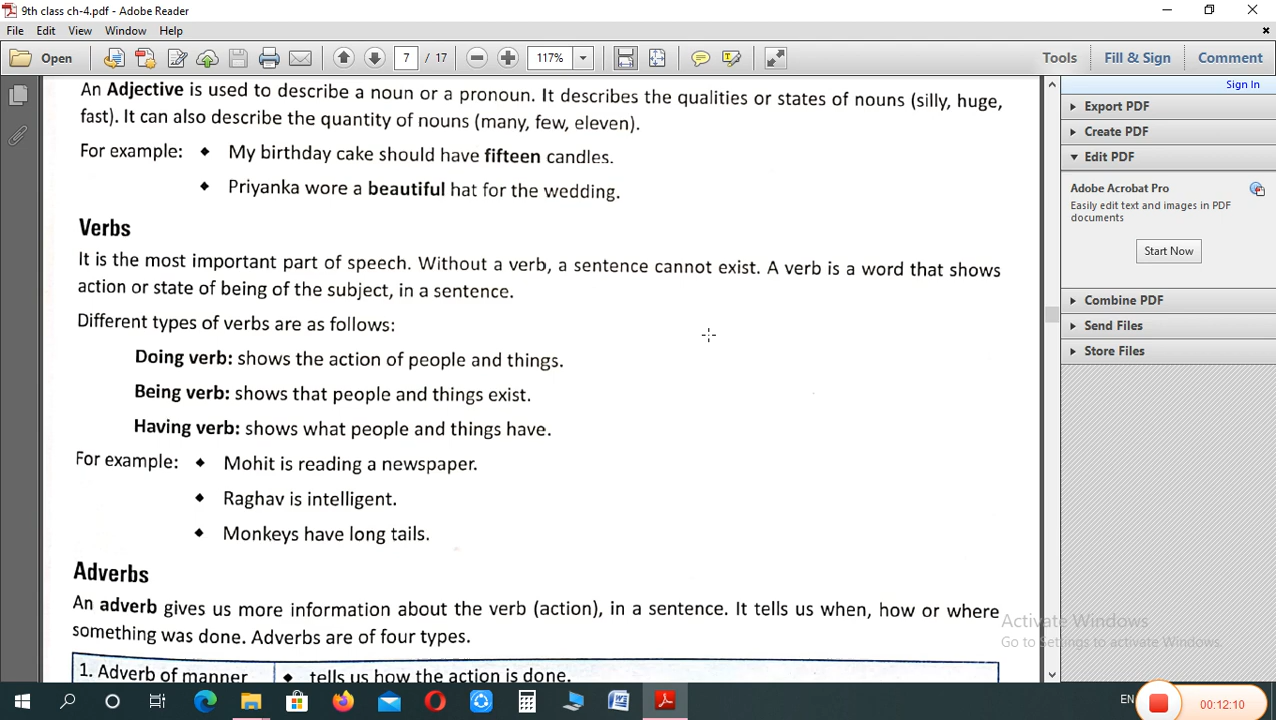 9th class ch-4.pdf - Adobe Reader
File Edit View Window Help
Open 7 / 17 117% Tools Fill & Sign Comment
Sign In
An Adjective is used to describe a noun or a pronoun. It describes the qualities or states of nouns (silly, huge,
fast). It can also describe the quantity of nouns (many, few, eleven).
For example: ◆ My birthday cake should have fifteen candles.
◆ Priyanka wore a beautiful hat for the wedding.
Verbs
It is the most important part of speech. Without a verb, a sentence cannot exist. A verb is a word that shows
action or state of being of the subject, in a sentence.
Different types of verbs are as follows:
Doing verb: shows the action of people and things.
Being verb: shows that people and things exist.
Having verb: shows what people and things have.
For example: ◆ Mohit is reading a newspaper.
◆ Raghav is intelligent.
◆ Monkeys have long tails.
Adverbs
An adverb gives us more information about the verb (action), in a sentence. It tells us when, how or where
something was done. Adverbs are of four types.
1. Adverb of manner ◆ tells us how the action is done.
Export PDF
Create PDF
Edit PDF
Adobe Acrobat Pro
Easily edit text and images in PDF
documents
Start Now
Combine PDF
Send Files
Store Files
Activate Windows
Go to Settings to activate Windows.
EN 00:12:10